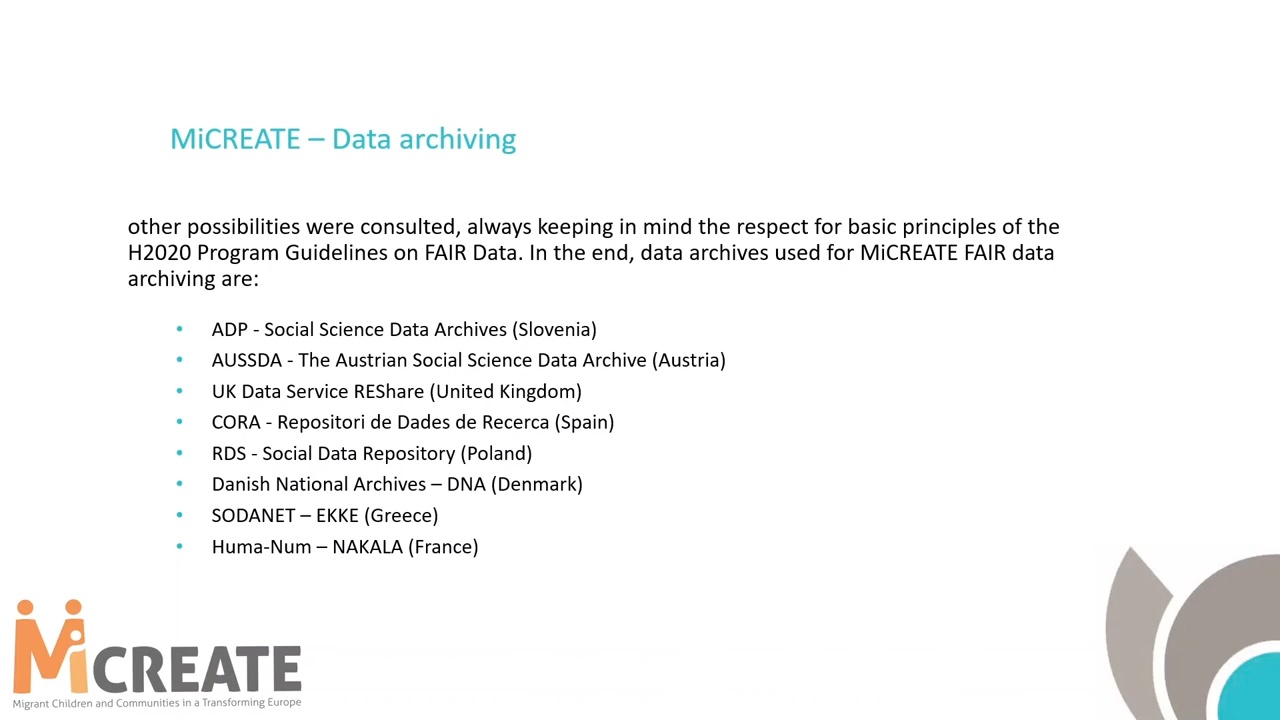 MiCREATE – Data archiving
other possibilities were consulted, always keeping in mind the respect for basic principles of the
H2020 Program Guidelines on FAIR Data. In the end, data archives used for MiCREATE FAIR data
archiving are:
• ADP - Social Science Data Archives (Slovenia)
• AUSSDA - The Austrian Social Science Data Archive (Austria)
• UK Data Service REShare (United Kingdom)
• CORA - Repositori de Dades de Recerca (Spain)
• RDS - Social Data Repository (Poland)
• Danish National Archives – DNA (Denmark)
• SODANET – EKKE (Greece)
• Huma-Num – NAKALA (France)
MiCREATE
Migrant Children and Communities in a Transforming Europe